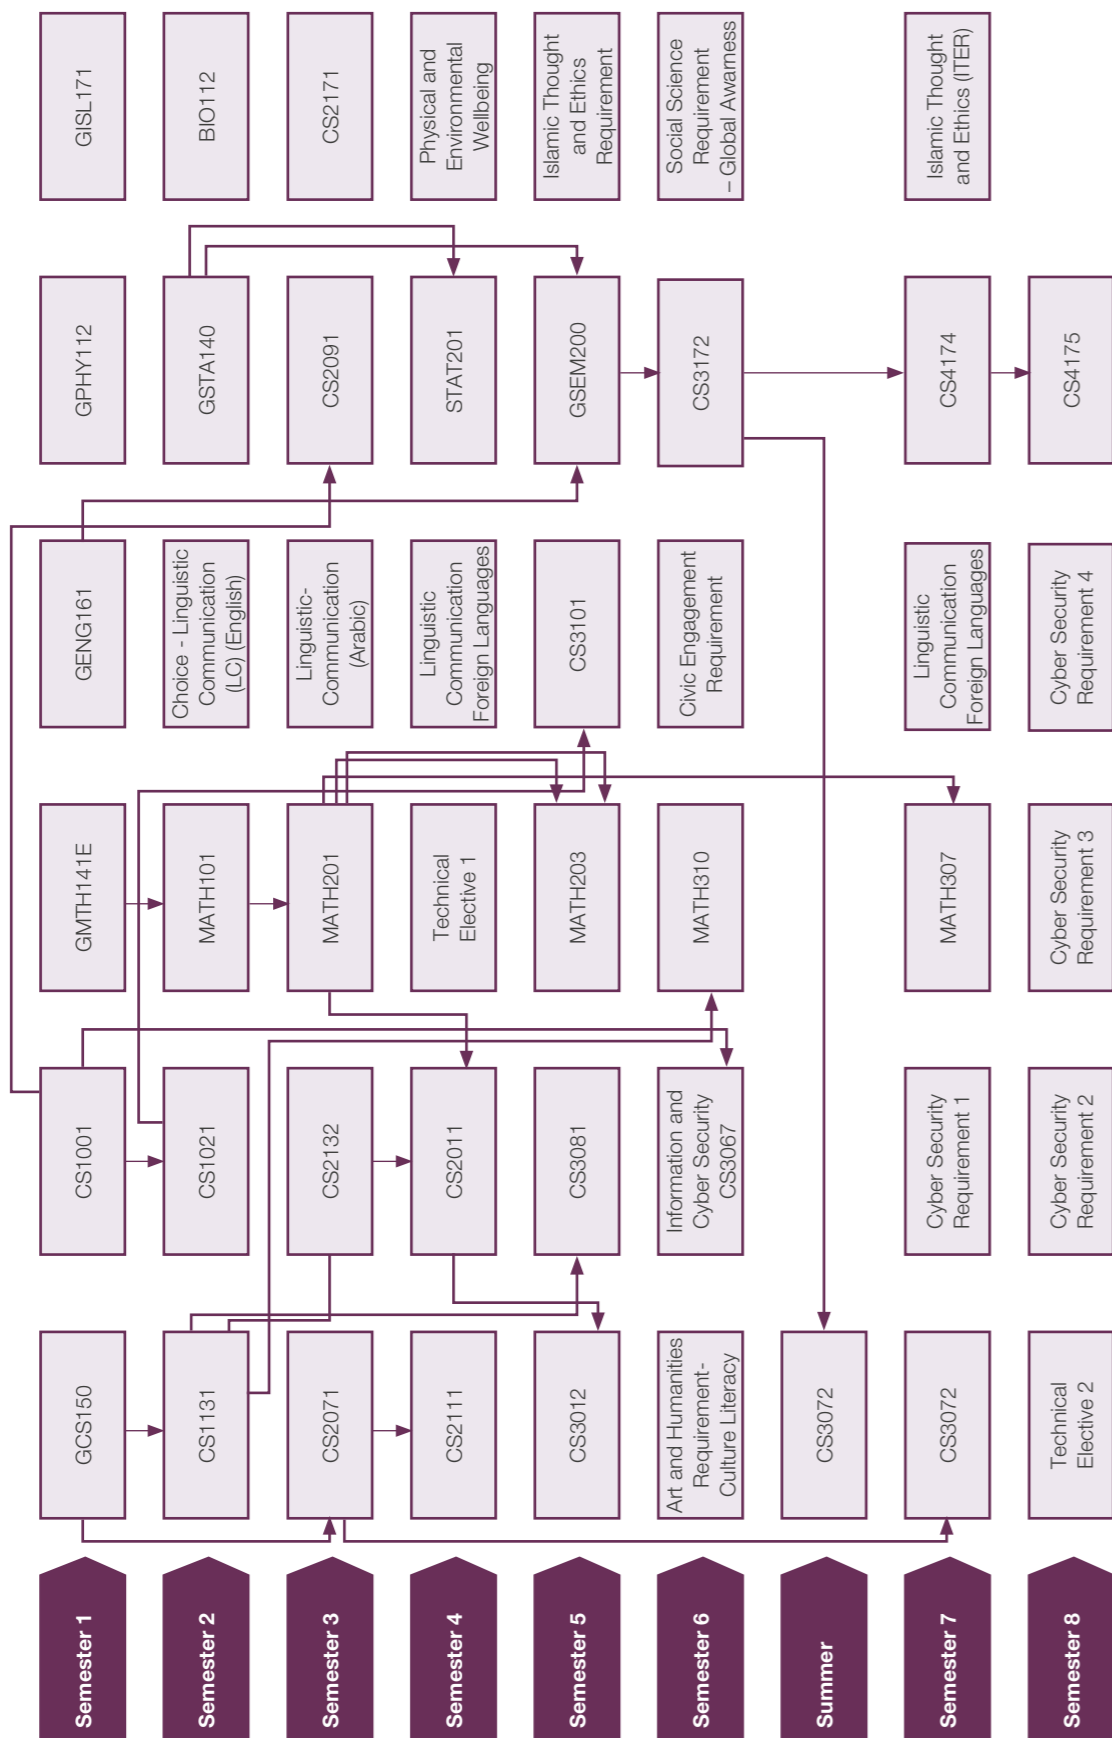 Semester 1
GCS150
CS1001
GMTH141E
GENG161
GPHY112
GISL171
Semester 2
CS1131
CS1021
MATH101
Choice - Linguistic
Communication
(LC) (English)
GSTA140
BIO112
Semester 3
CS2071
CS2132
MATH201
Linguistic-
Communication
(Arabic)
CS2091
CS2171
Semester 4
CS2111
CS2011
Technical
Elective 1
Linguistic
Communication
Foreign Languages
STAT201
Physical and
Environmental
Wellbeing
Semester 5
CS3012
CS3081
MATH203
CS3101
GSEM200
Islamic Thought
and Ethics
Requirement
Semester 6
Art and Humanities
Requirement-
Culture Literacy
Information and
Cyber Security
CS3067
MATH310
Civic Engagement
Requirement
CS3172
Social Science
Requirement
– Global Awarness
Summer
CS3072
Semester 7
CS3072
Cyber Security
Requirement 1
MATH307
Linguistic
Communication
Foreign Languages
CS4174
Islamic Thought
and Ethics (ITER)
Semester 8
Technical
Elective 2
Cyber Security
Requirement 2
Cyber Security
Requirement 3
Cyber Security
Requirement 4
CS4175